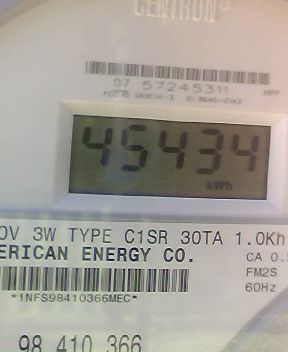 CENTRON®
07 57245311
45434
kWh
0V 3W TYPE C1SR 30TA 1.0Kh
ERICAN ENERGY CO.
CA 0.5
FM2S
*1NFS98410366MEC*
60Hz
98 410 366